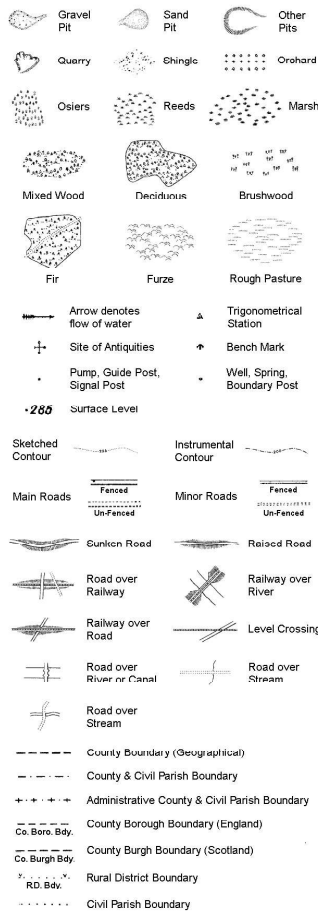 Gravel Pit
Sand Pit
Other Pits
Quarry
Shingle
Orchard
Osiers
Reeds
Marsh
Mixed Wood
Deciduous
Brushwood
Fir
Furze
Rough Pasture
Arrow denotes flow of water
Trigonometrical Station
Site of Antiquities
Bench Mark
Pump, Guide Post, Signal Post
Well, Spring, Boundary Post
·285 Surface Level
Sketched Contour
Instrumental Contour
Main Roads
Fenced
Un-Fenced
Minor Roads
Fenced
Un-Fenced
Sunken Road
Raised Road
Road over Railway
Railway over River
Railway over Road
Level Crossing
Road over River or Canal
Road over Stream
Road over Stream
County Boundary (Geographical)
County & Civil Parish Boundary
Administrative County & Civil Parish Boundary
Co. Boro. Bdy.
County Borough Boundary (England)
Co. Burgh Bdy.
County Burgh Boundary (Scotland)
R.D. Bdy.
Rural District Boundary
Civil Parish Boundary